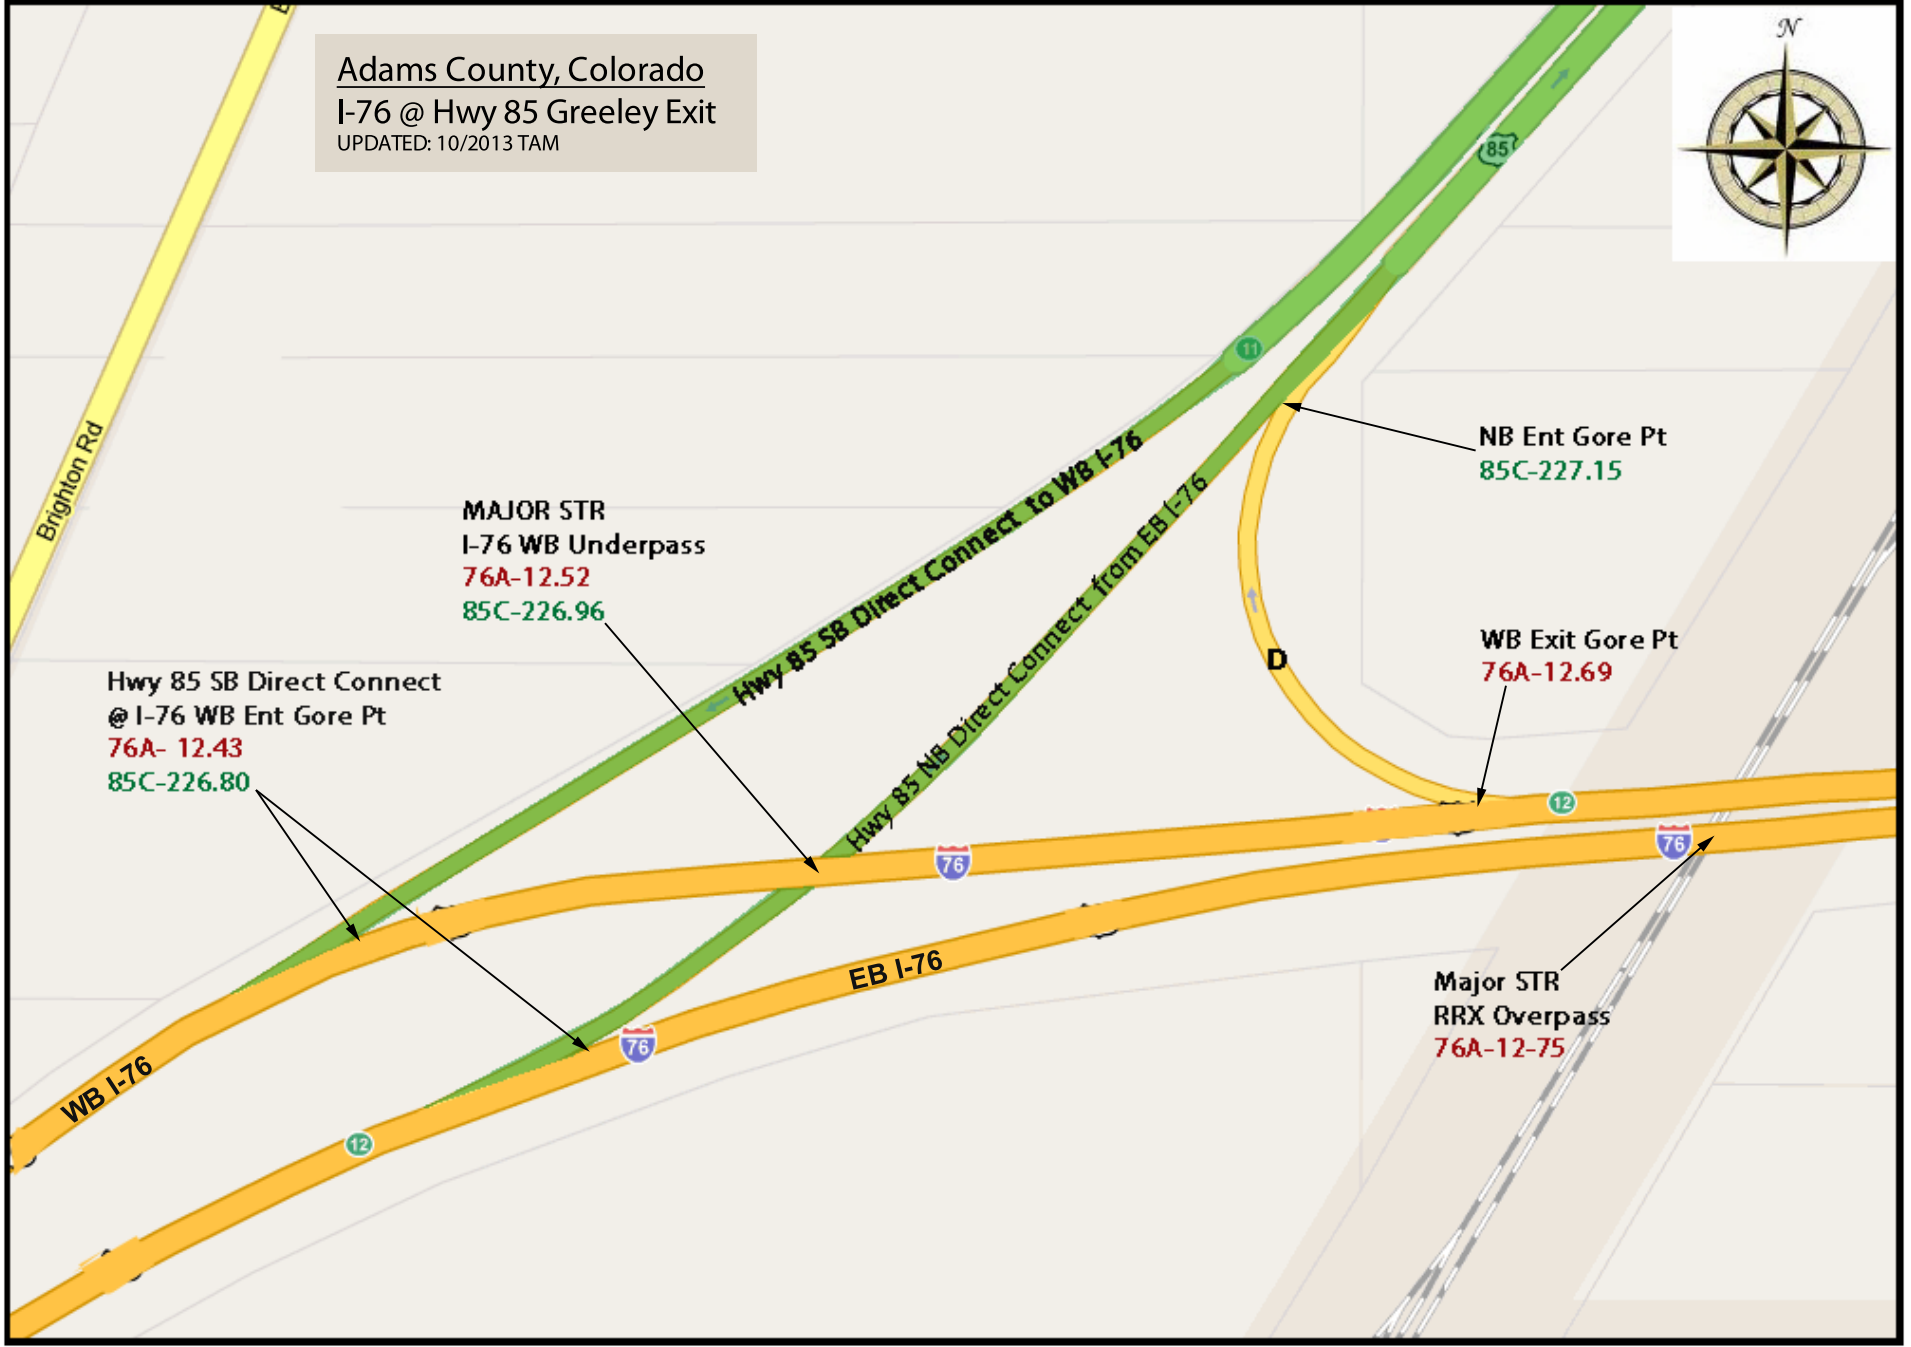 Adams County, Colorado
I-76 @ Hwy 85 Greeley Exit
UPDATED: 10/2013 TAM
N
85
11
Brighton Rd
NB Ent Gore Pt
85C-227.15
MAJOR STR
I-76 WB Underpass
76A-12.52
85C-226.96
Hwy 85 SB Direct Connect to WB I-76
Hwy 85 NB Direct Connect from EB I-76
D
WB Exit Gore Pt
76A-12.69
Hwy 85 SB Direct Connect
@ I-76 WB Ent Gore Pt
76A- 12.43
85C-226.80
12
76
76
EB I-76
Major STR
RRX Overpass
76A-12-75
76
WB I-76
12